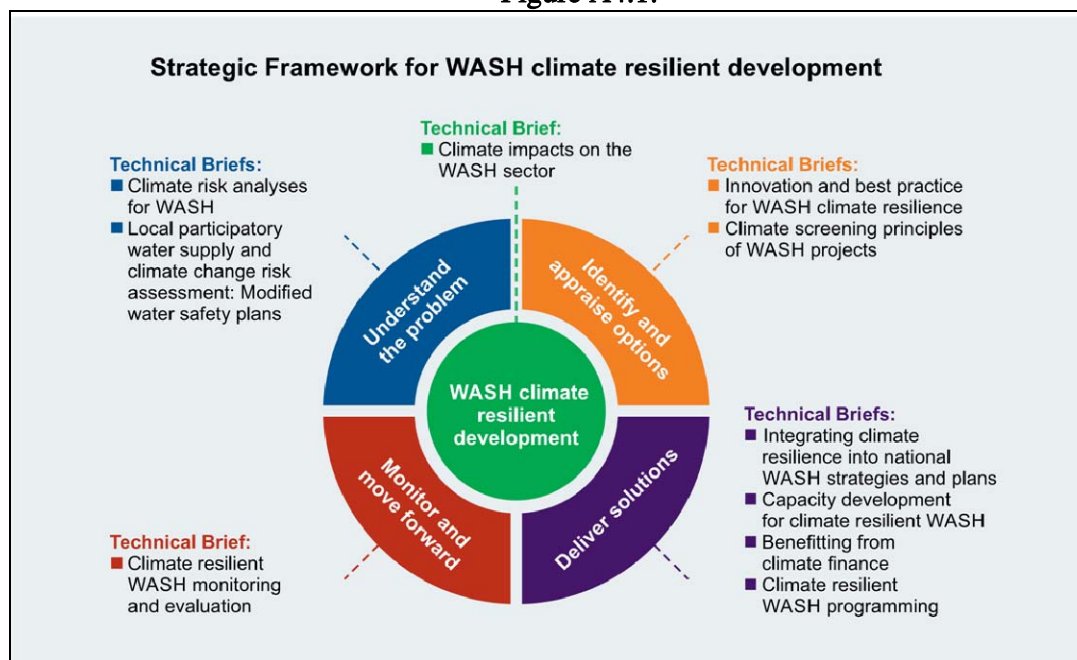 Figure A4.1:
Strategic Framework for WASH climate resilient development
Technical Brief:
■ Climate impacts on the
WASH sector
Technical Briefs:
■ Climate risk analyses
for WASH
■ Local participatory
water supply and
climate change risk
assessment: Modified
water safety plans
Technical Briefs:
■ Innovation and best practice
for WASH climate resilience
■ Climate screening principles
of WASH projects
Understand
the problem
Identify and
appraise options
WASH climate
resilient
development
Monitor and
move forward
Deliver solutions
Technical Briefs:
■ Integrating climate
resilience into national
WASH strategies and plans
■ Capacity development
for climate resilient WASH
■ Benefitting from
climate finance
■ Climate resilient
WASH programming
Technical Brief:
■ Climate resilient
WASH monitoring
and evaluation